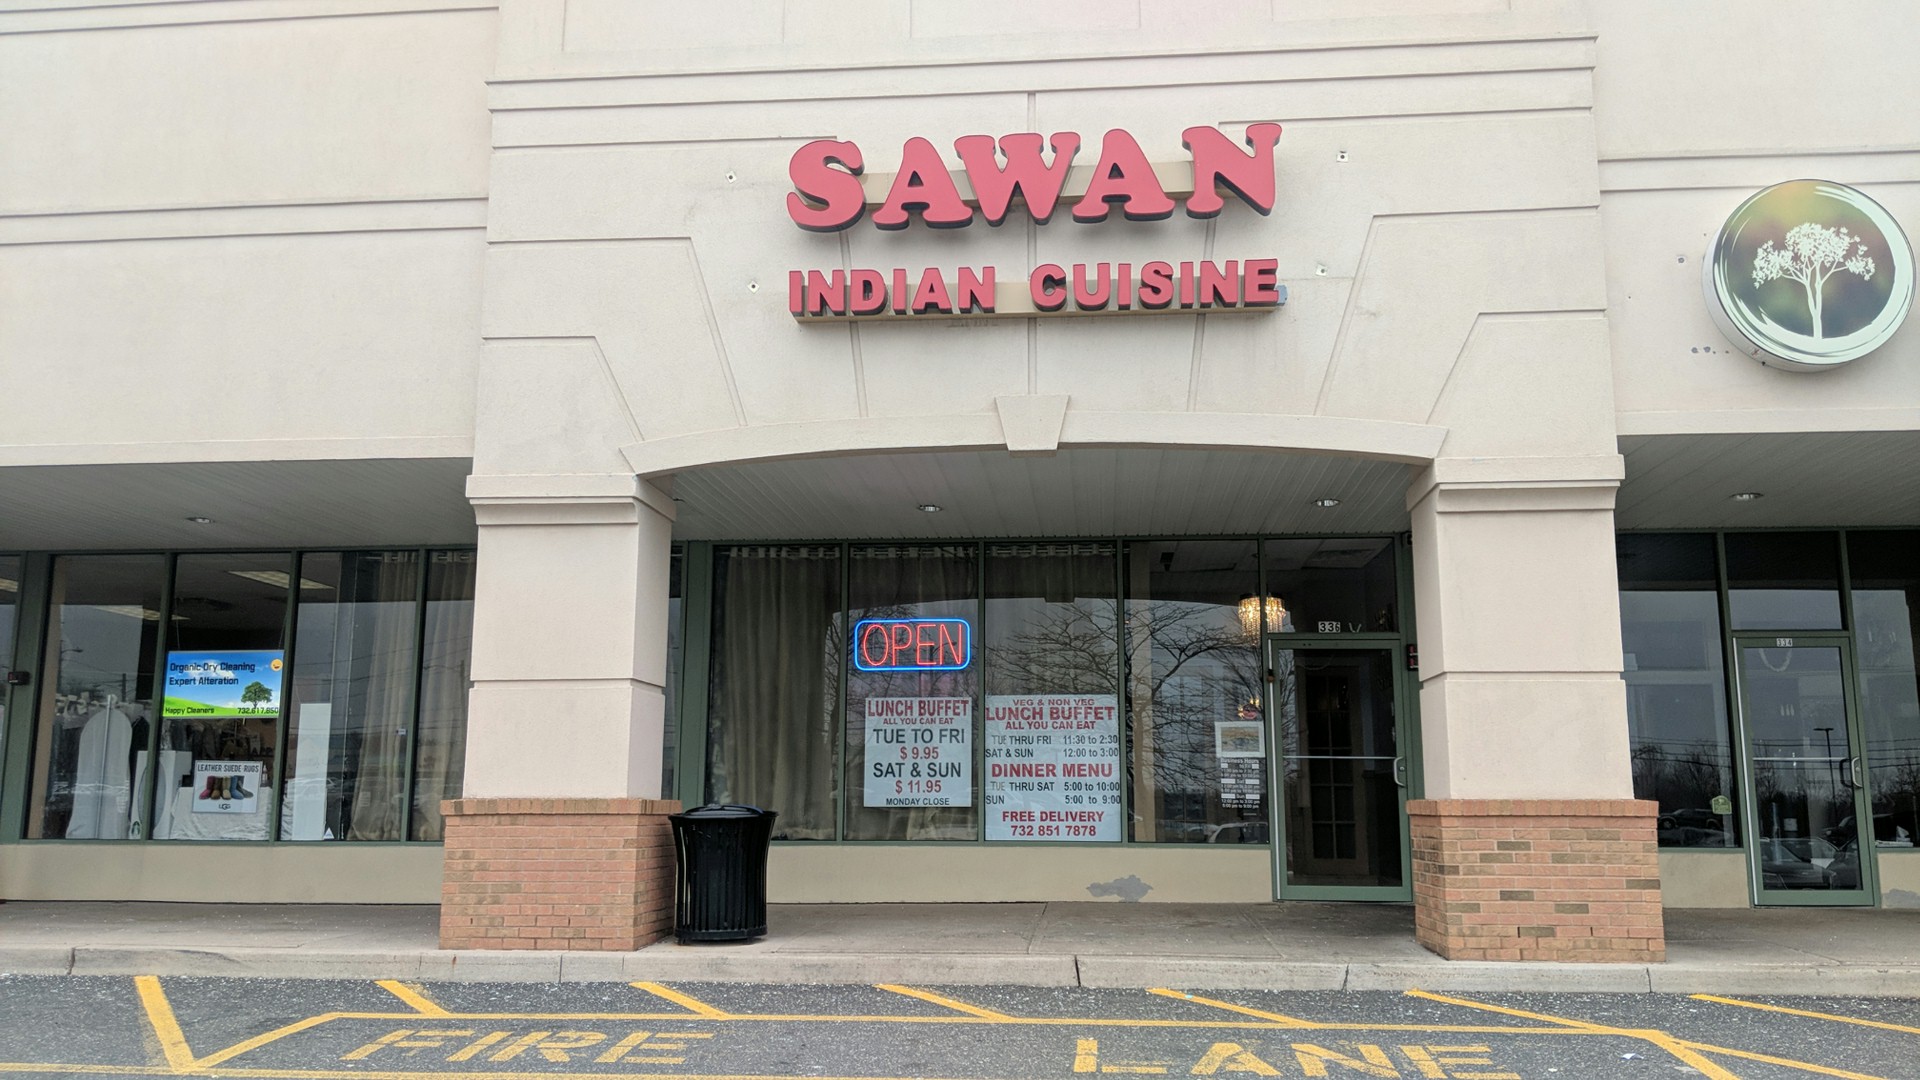 SAWAN
INDIAN CUISINE
Organic Dry Cleaning
Expert Alteration
Happy Cleaners
LEATHER SUEDE RUGS
UGG
OPEN
LUNCH BUFFET
ALL YOU CAN EAT
TUE TO FRI
$ 9.95
SAT & SUN
$ 11.95
MONDAY CLOSE
VEG & NON VEG
LUNCH BUFFET
ALL YOU CAN EAT
TUE THRU FRI 11:30 to 2:30
SAT & SUN 12:00 to 3:00
DINNER MENU
TUE THRU SAT 5:00 to 10:00
SUN 5:00 to 9:00
FREE DELIVERY
732 851 7878
Business Hours
336
334
FIRE LANE